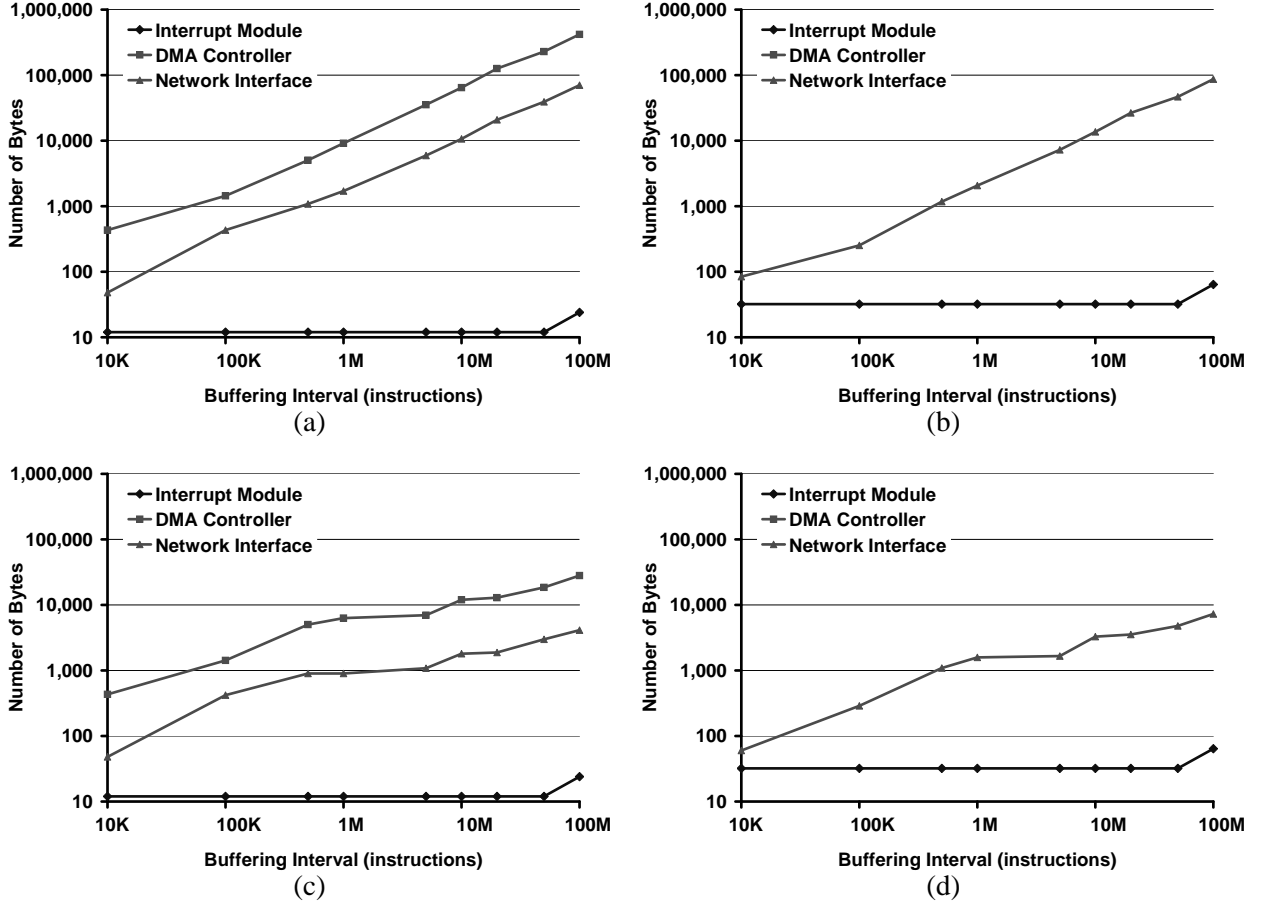 1,000,000
100,000
10,000
1,000
100
10
Number of Bytes
Interrupt Module
DMA Controller
Network Interface
10K 100K 1M 10M 100M
Buffering Interval (instructions)
(a)
1,000,000
100,000
10,000
1,000
100
10
Number of Bytes
Interrupt Module
DMA Controller
Network Interface
10K 100K 1M 10M 100M
Buffering Interval (instructions)
(b)
1,000,000
100,000
10,000
1,000
100
10
Number of Bytes
Interrupt Module
DMA Controller
Network Interface
10K 100K 1M 10M 100M
Buffering Interval (instructions)
(c)
1,000,000
100,000
10,000
1,000
100
10
Number of Bytes
Interrupt Module
DMA Controller
Network Interface
10K 100K 1M 10M 100M
Buffering Interval (instructions)
(d)